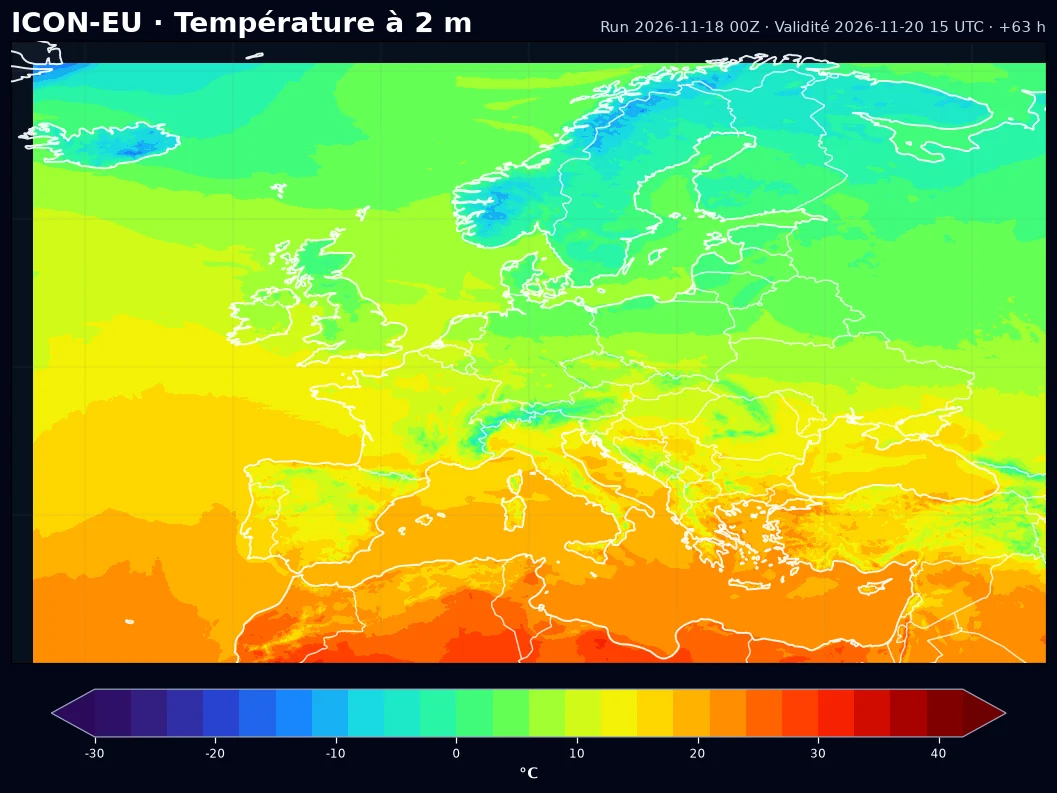 ICON-EU · Température à 2 m
Run 2026-11-18 00Z · Validité 2026-11-20 15 UTC · +63 h
-30 -20 -10 0 10 20 30 40
°C